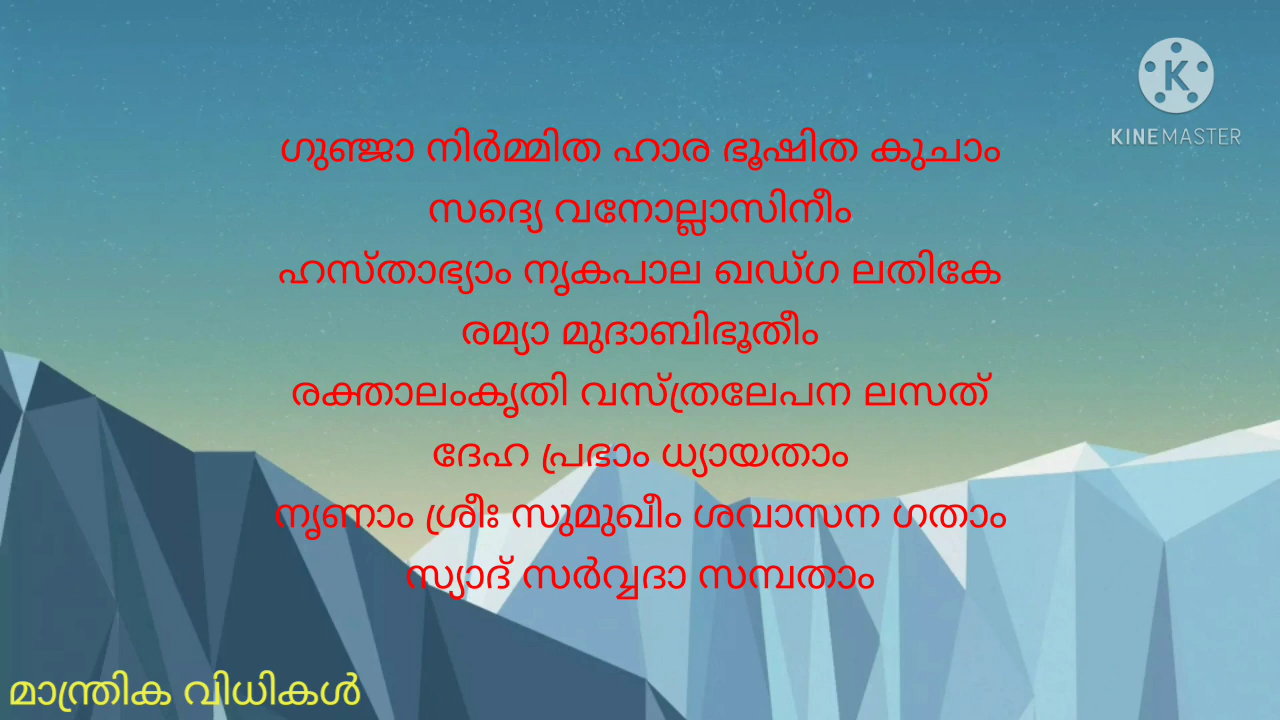 K
KINEMASTER
ഗുഞ്ജാ നിർമ്മിത ഹാര ഭൂഷിത കുചാം
സദ്യെ വനോല്ലാസിനീം
ഹസ്താഭ്യാം നൃകപാല ഖഡ്ഗ ലതികേ
രമ്യാ മുദാബിഭൂതീം
രക്താലംകൃതി വസ്ത്രലേപന ലസത്
ദേഹ പ്രഭാം ധ്യായതാം
നൃണാം ശ്രീഃ സുമുഖീം ശവാസന ഗതാം
സ്യാദ് സർവ്വദാ സമ്പതാം
മാന്ത്രിക വിധികൾ